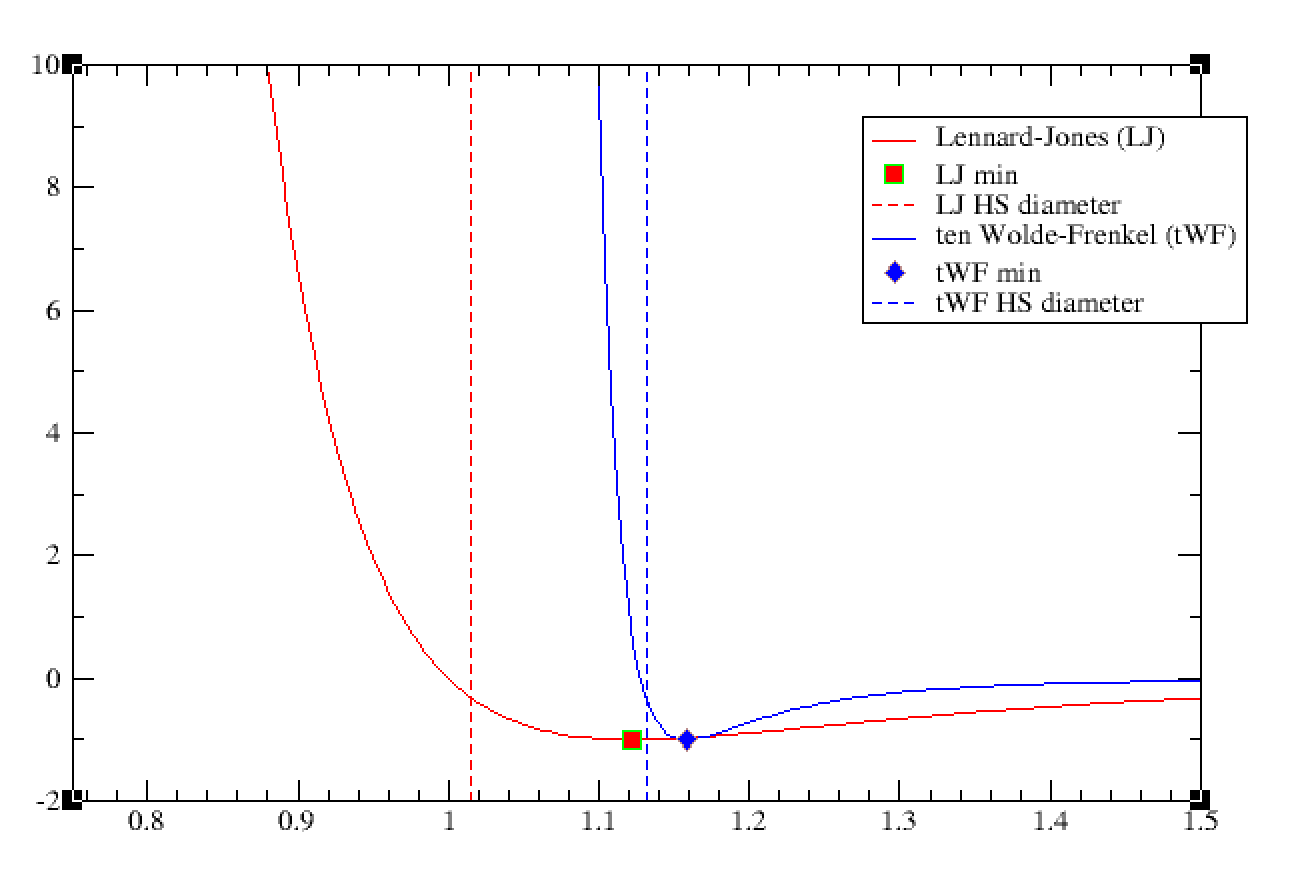 10
8
6
4
2
0
-2
0.8 0.9 1 1.1 1.2 1.3 1.4 1.5
Lennard-Jones (LJ)
LJ min
LJ HS diameter
ten Wolde-Frenkel (tWF)
tWF min
tWF HS diameter